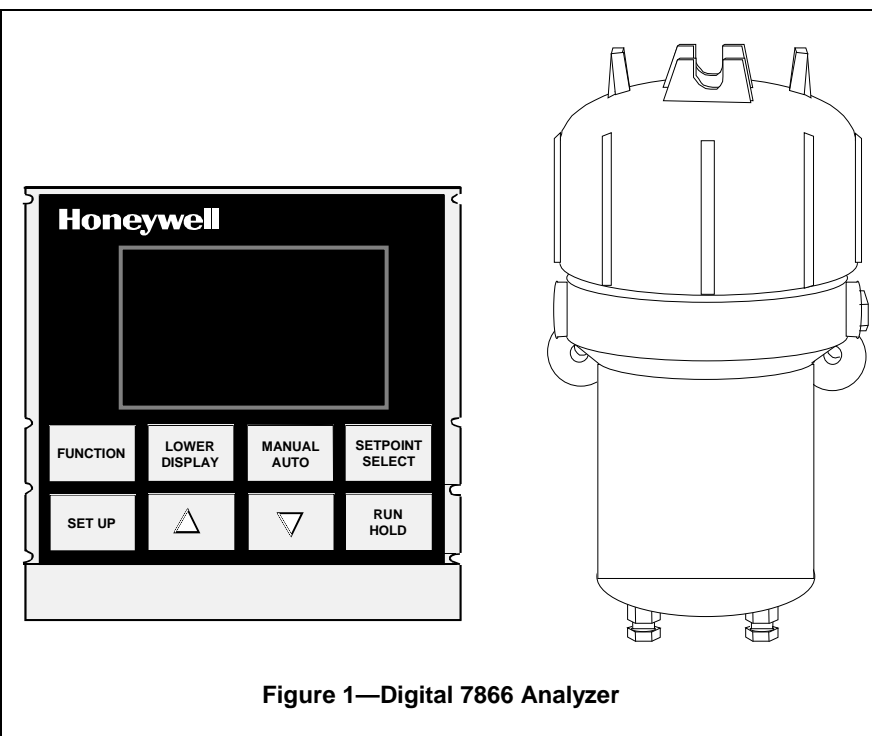 Honeywell
FUNCTION
LOWER
DISPLAY
MANUAL
AUTO
SETPOINT
SELECT
SET UP
RUN
HOLD
Figure 1—Digital 7866 Analyzer